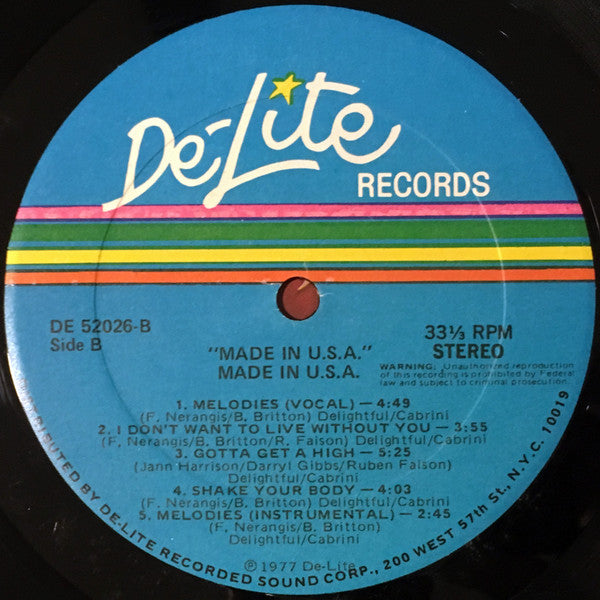 De-Lite
RECORDS
DE 52026-B
Side B
33⅓ RPM
STEREO
"MADE IN U.S.A."
MADE IN U.S.A.
WARNING: Unauthorized reproduction
of this recording is prohibited by Federal
law and subject to criminal prosecution.
1. MELODIES (VOCAL) — 4:49
(F. Nerangis/B. Britton) Delightful/Cabrini
2. I DON'T WANT TO LIVE WITHOUT YOU — 3:55
(F. Nerangis/B. Britton/R. Faison) Delightful/Cabrini
3. GOTTA GET A HIGH — 5:25
(Jann Harrison/Darryl Gibbs/Ruben Faison)
Delightful/Cabrini
4. SHAKE YOUR BODY — 4:03
(F. Nerangis/B. Britton) Delightful/Cabrini
5. MELODIES (INSTRUMENTAL) — 2:45
(F. Nerangis/B. Britton)
Delightful/Cabrini
℗ 1977 De-Lite
DISTRIBUTED BY DE-LITE RECORDED SOUND CORP., 200 WEST 57th St., N.Y.C. 10019